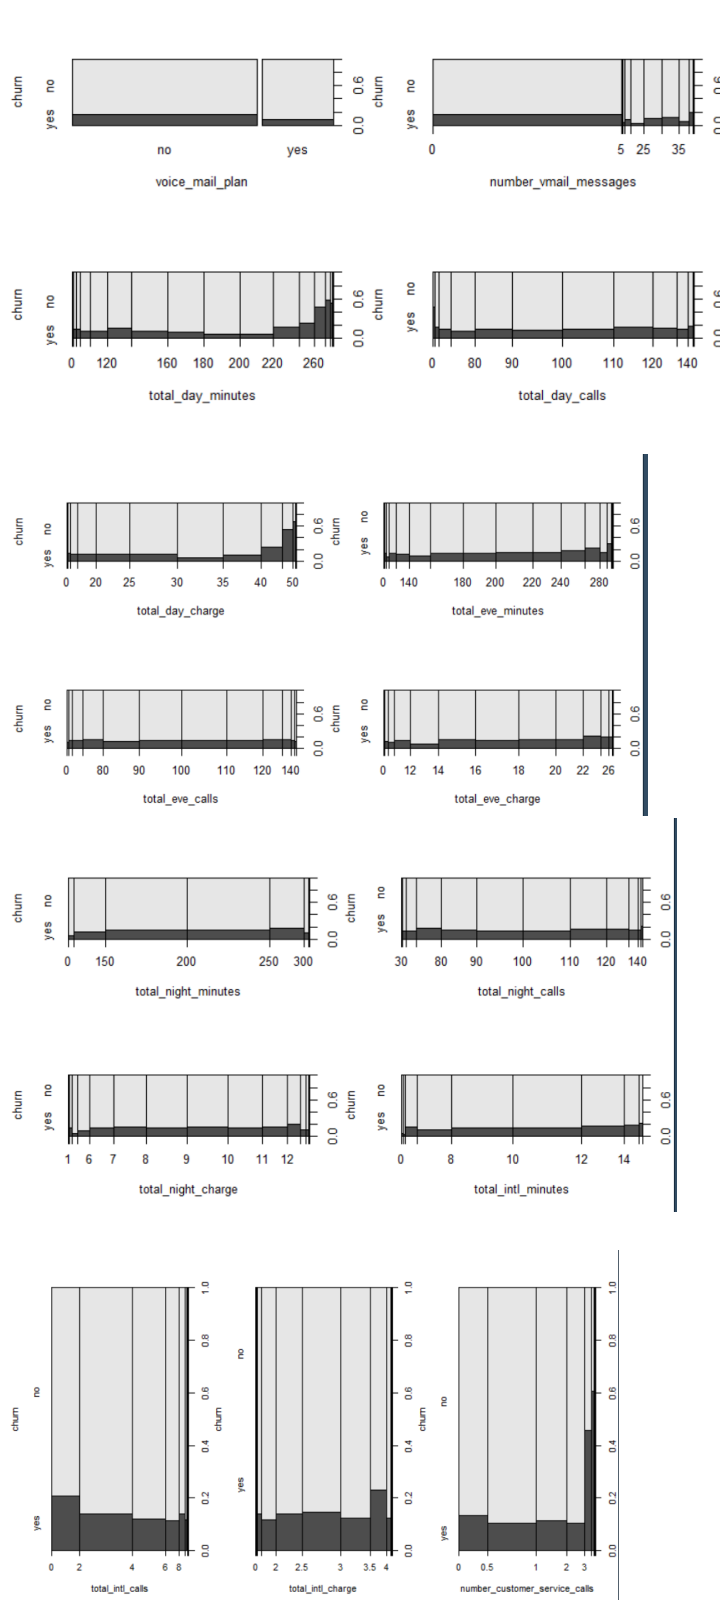 churn yes no 0.0 0.6 churn yes no 0.0 0.6
no yes 0 5 25 35
voice_mail_plan number_vmail_messages
churn yes no 0.0 0.6 churn yes no 0.0 0.6
0 120 160 180 200 220 260 0 80 90 100 110 120 140
total_day_minutes total_day_calls
churn yes no 0.0 0.6 churn yes no 0.0 0.6
0 20 25 30 35 40 50 0 140 180 200 220 240 280
total_day_charge total_eve_minutes
churn yes no 0.0 0.6 churn yes no 0.0 0.6
0 80 90 100 110 120 140 0 12 14 16 18 20 22 26
total_eve_calls total_eve_charge
churn yes no 0.0 0.6 churn yes no 0.0 0.6
0 150 200 250 300 30 80 90 100 110 120 140
total_night_minutes total_night_calls
churn yes no 0.0 0.6 churn yes no 0.0 0.6
1 6 7 8 9 10 11 12 0 8 10 12 14
total_night_charge total_intl_minutes
churn yes no 0.0 0.2 0.4 0.6 0.8 1.0 churn yes no 0.0 0.2 0.4 0.6 0.8 1.0 churn yes no 0.0 0.2 0.4 0.6 0.8 1.0
0 2 4 6 8 0 2 2.5 3 3.5 4 0 0.5 1 2 3
total_intl_calls total_intl_charge number_customer_service_calls